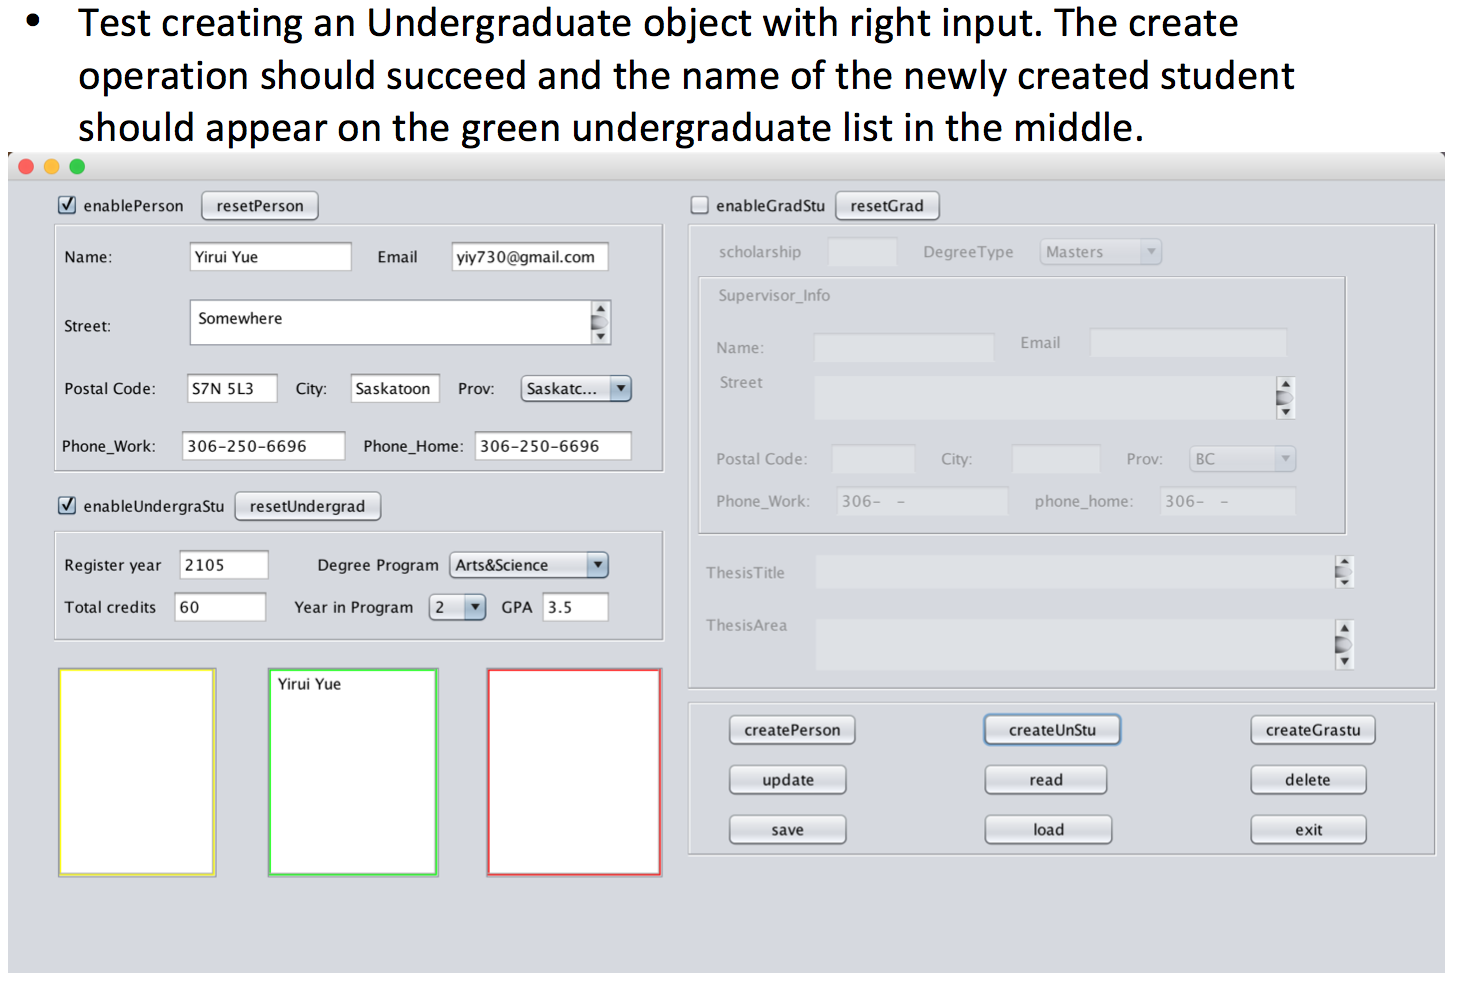 • Test creating an Undergraduate object with right input. The create
operation should succeed and the name of the newly created student
should appear on the green undergraduate list in the middle.
enablePerson resetPerson
Name: Yirui Yue Email yiy730@gmail.com
Street: Somewhere
Postal Code: S7N 5L3 City: Saskatoon Prov: Saskatc...
Phone_Work: 306-250-6696 Phone_Home: 306-250-6696
enableUndergraStu resetUndergrad
Register year 2105 Degree Program Arts&Science
Total credits 60 Year in Program 2 GPA 3.5
Yirui Yue
enableGradStu resetGrad
scholarship DegreeType Masters
Supervisor_Info
Name: Email
Street
Postal Code: City: Prov: BC
Phone_Work: 306-   - phone_home: 306-   -
ThesisTitle
ThesisArea
createPerson createUnStu createGrastu
update read delete
save load exit